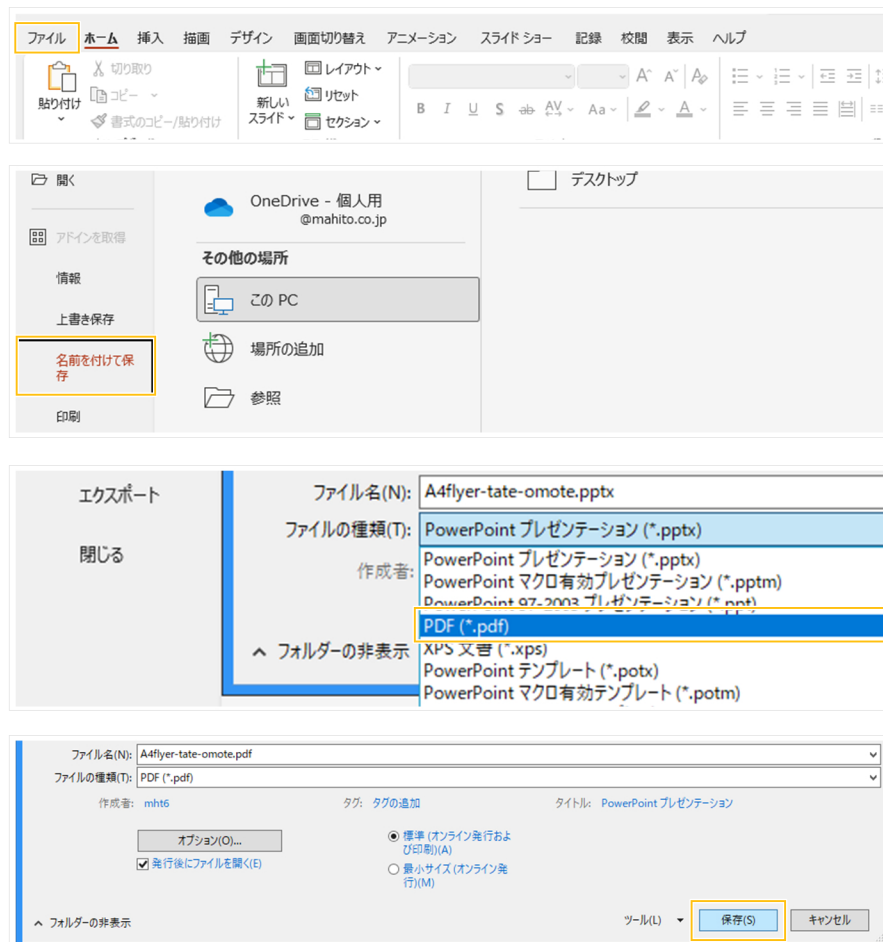 ファイル ホーム 挿入 描画 デザイン 画面切り替え アニメーション スライド ショー 記録 校閲 表示 ヘルプ
貼り付け
切り取り
コピー
書式のコピー/貼り付け
新しい
スライド
レイアウト
リセット
セクション
B I U S ab AV Aa A A A
開く
アドインを取得
情報
上書き保存
名前を付けて保
存
印刷
OneDrive - 個人用
@mahito.co.jp
その他の場所
この PC
場所の追加
参照
デスクトップ
エクスポート
閉じる
ファイル名(N): A4flyer-tate-omote.pptx
ファイルの種類(T): PowerPoint プレゼンテーション (*.pptx)
作成者:
PowerPoint プレゼンテーション (*.pptx)
PowerPoint マクロ有効プレゼンテーション (*.pptm)
PowerPoint 97-2003 プレゼンテーション (*.ppt)
PDF (*.pdf)
XPS 文書 (*.xps)
PowerPoint テンプレート (*.potx)
PowerPoint マクロ有効テンプレート (*.potm)
フォルダーの非表示
ファイル名(N): A4flyer-tate-omote.pdf
ファイルの種類(T): PDF (*.pdf)
作成者: mht6 タグ: タグの追加 タイトル: PowerPoint プレゼンテーション
オプション(O)...
発行後にファイルを開く(E)
標準 (オンライン発行およ
び印刷)(A)
最小サイズ (オンライン発
行)(M)
フォルダーの非表示 ツール(L) 保存(S) キャンセル